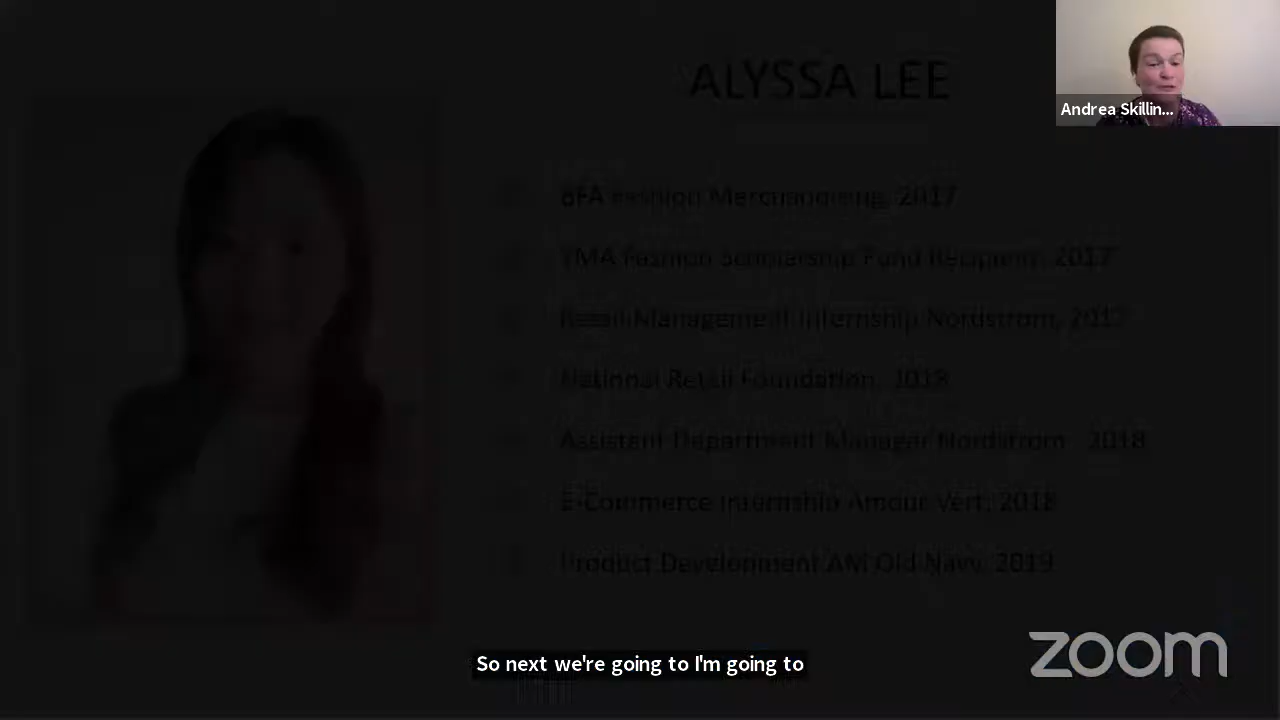 ALYSSA LEE
Andrea Skillin...
BFA Fashion Merchandising, 2017
YMA Fashion Scholarship Fund Recipient, 2017
Retail Management Internship Nordstrom, 2017
National Retail Foundation, 2018
Assistant Department Manager Nordstrom, 2018
E-Commerce Internship Amour Vert, 2018
Product Development AM Old Navy, 2019
zoom
So next we're going to I'm going to